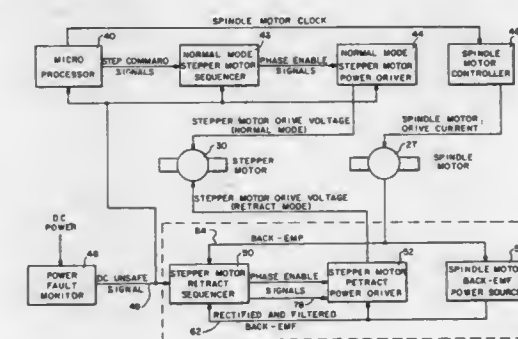 SPINDLE MOTOR CLOCK
40
MICRO
PROCESSOR
STEP COMMAND
SIGNALS
43
NORMAL MODE
STEPPER MOTOR
SEQUENCER
PHASE ENABLE
SIGNALS
44
NORMAL MODE
STEPPER MOTOR
POWER DRIVER
SPINDLE
MOTOR
CONTROLLER
STEPPER MOTOR DRIVE VOLTAGE
(NORMAL MODE)
SPINDLE MOTOR
DRIVE CURRENT
30
STEPPER
MOTOR
27
SPINDLE
MOTOR
STEPPER MOTOR DRIVE VOLTAGE
(RETRACT MODE)
DC
POWER
46
POWER
FAULT
MONITOR
DC UNSAFE
SIGNAL
48
84
BACK-EMF
50
STEPPER MOTOR
RETRACT
SEQUENCER
PHASE ENABLE
SIGNALS
78
52
STEPPER MOTOR
RETRACT
POWER DRIVER
SPINDLE MOTOR
BACK-EMF
POWER SOURCE
62
RECTIFIED AND FILTERED
BACK-EMF